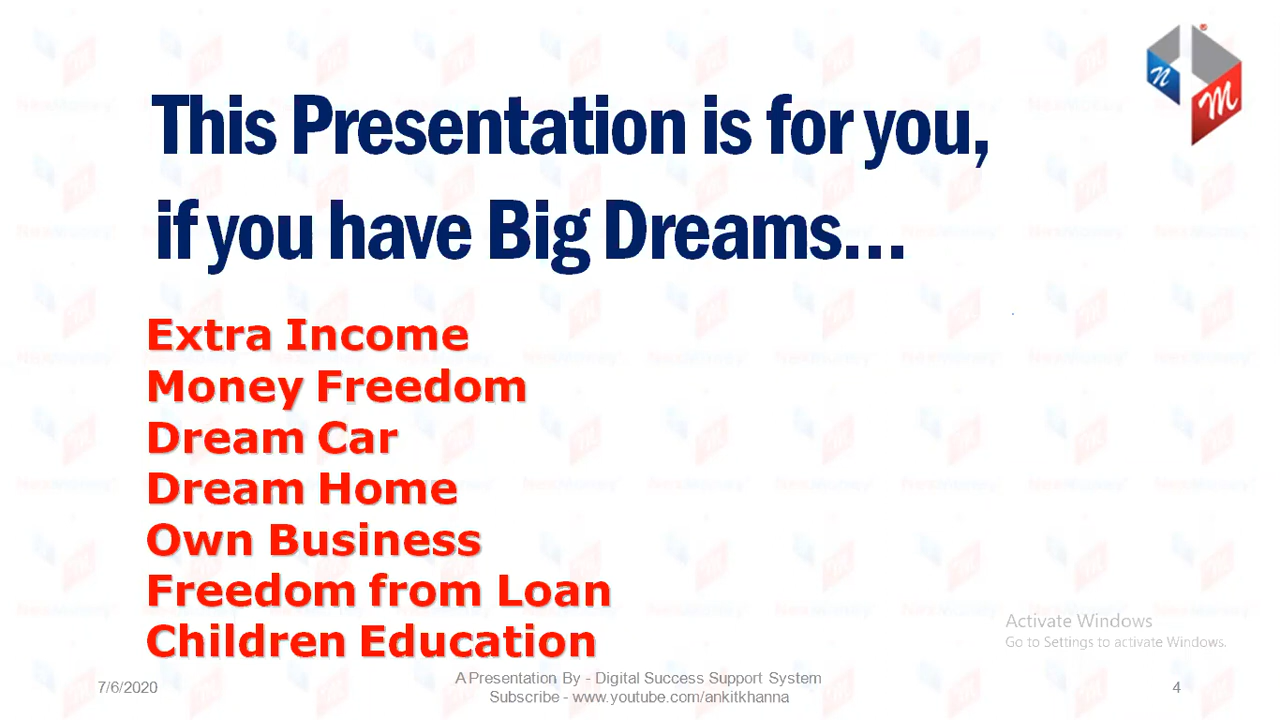 This Presentation is for you,
if you have Big Dreams...
Extra Income
Money Freedom
Dream Car
Dream Home
Own Business
Freedom from Loan
Children Education
Activate Windows
Go to Settings to activate Windows.
7/6/2020
A Presentation By - Digital Success Support System
Subscribe - www.youtube.com/ankitkhanna
4